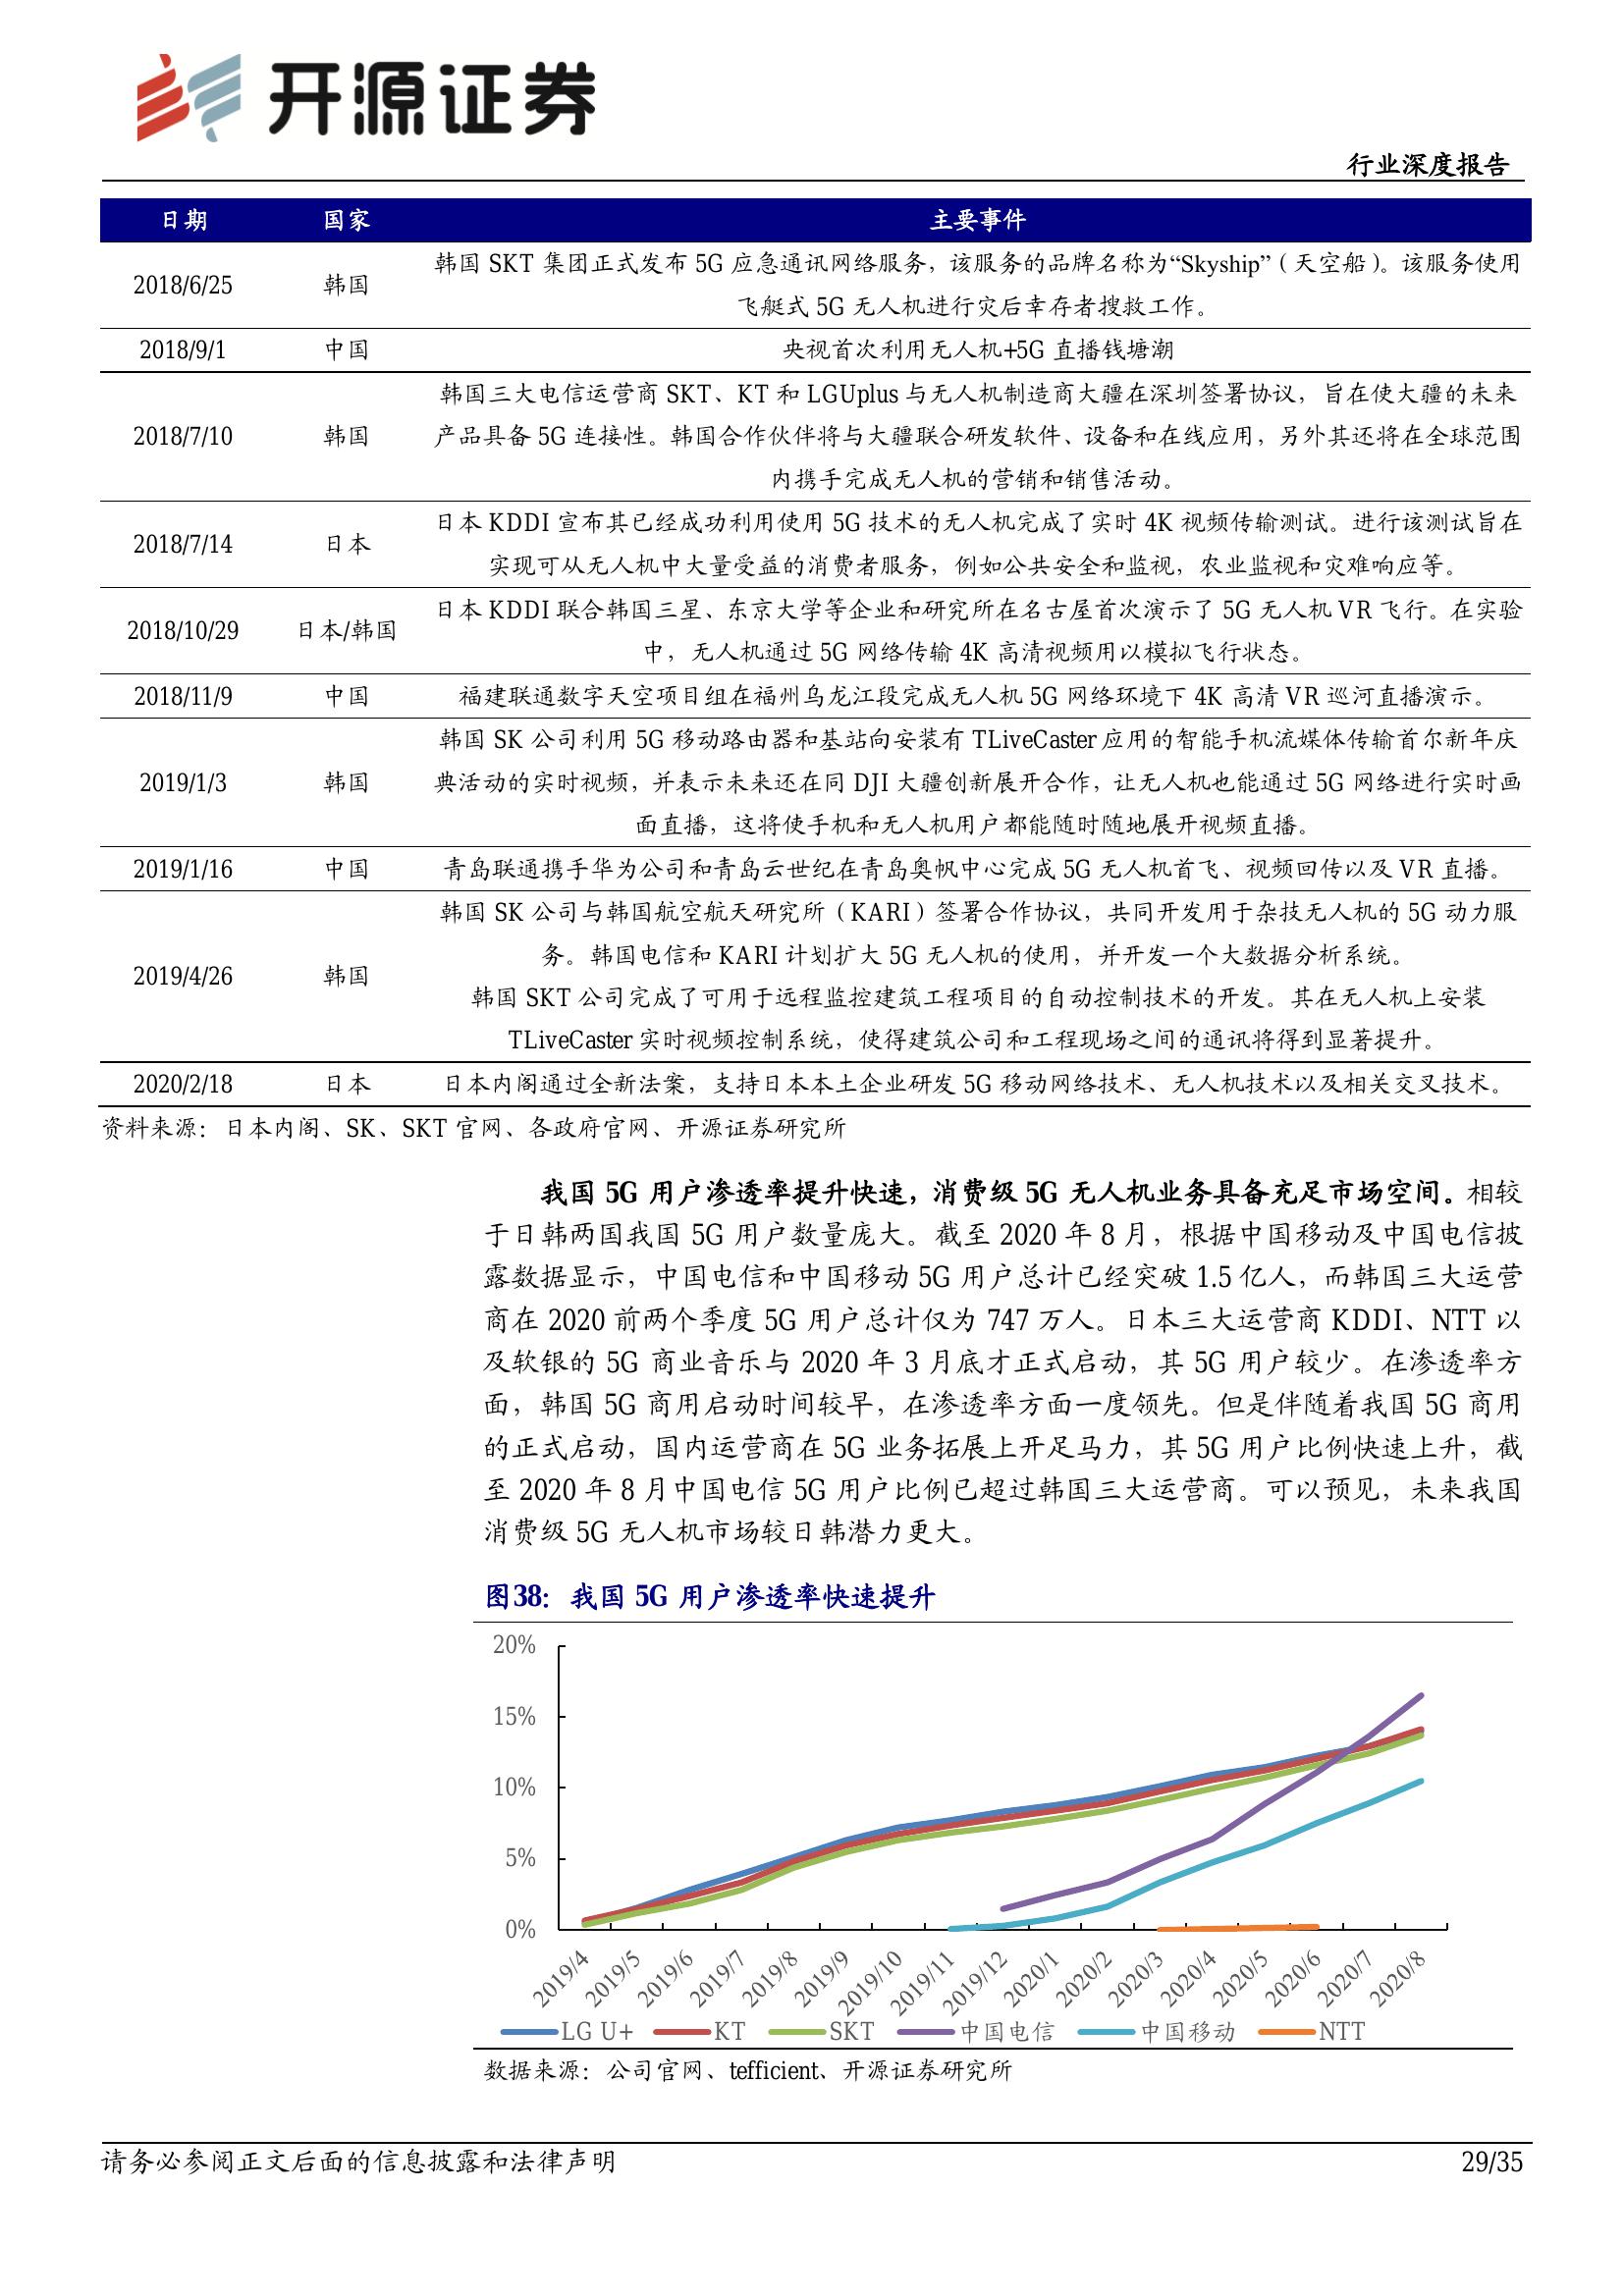 开源证券
行业深度报告
日期 国家 主要事件
2018/6/25 韩国 韩国 SKT 集团正式发布 5G 应急通讯网络服务，该服务的品牌名称为“Skyship”（天空船）。该服务使用
飞艇式 5G 无人机进行灾后幸存者搜救工作。
2018/9/1 中国 央视首次利用无人机+5G 直播钱塘潮
2018/7/10 韩国 韩国三大电信运营商 SKT、KT 和 LGUplus 与无人机制造商大疆在深圳签署协议，旨在使大疆的未来
产品具备 5G 连接性。韩国合作伙伴将与大疆联合研发软件、设备和在线应用，另外其还将在全球范围
内携手完成无人机的营销和销售活动。
2018/7/14 日本 日本 KDDI 宣布其已经成功利用使用 5G 技术的无人机完成了实时 4K 视频传输测试。进行该测试旨在
实现可从无人机中大量受益的消费者服务，例如公共安全和监视，农业监视和灾难响应等。
2018/10/29 日本/韩国 日本 KDDI 联合韩国三星、东京大学等企业和研究所在名古屋首次演示了 5G 无人机 VR 飞行。在实验
中，无人机通过 5G 网络传输 4K 高清视频用以模拟飞行状态。
2018/11/9 中国 福建联通数字天空项目组在福州乌龙江段完成无人机 5G 网络环境下 4K 高清 VR 巡河直播演示。
2019/1/3 韩国 韩国 SK 公司利用 5G 移动路由器和基站向安装有 TLiveCaster 应用的智能手机流媒体传输首尔新年庆
典活动的实时视频，并表示未来还在同 DJI 大疆创新展开合作，让无人机也能通过 5G 网络进行实时画
面直播，这将使手机和无人机用户都能随时随地展开视频直播。
2019/1/16 中国 青岛联通携手华为公司和青岛云世纪在青岛奥帆中心完成 5G 无人机首飞、视频回传以及 VR 直播。
2019/4/26 韩国 韩国 SK 公司与韩国航空航天研究所（KARI）签署合作协议，共同开发用于杂技无人机的 5G 动力服
务。韩国电信和 KARI 计划扩大 5G 无人机的使用，并开发一个大数据分析系统。
韩国 SKT 公司完成了可用于远程监控建筑工程项目的自动控制技术的开发。其在无人机上安装
TLiveCaster 实时视频控制系统，使得建筑公司和工程现场之间的通讯将得到显著提升。
2020/2/18 日本 日本内阁通过全新法案，支持日本本土企业研发 5G 移动网络技术、无人机技术以及相关交叉技术。
资料来源：日本内阁、SK、SKT 官网、各政府官网、开源证券研究所
我国 5G 用户渗透率提升快速，消费级 5G 无人机业务具备充足市场空间。相较
于日韩两国我国 5G 用户数量庞大。截至 2020 年 8 月，根据中国移动及中国电信披
露数据显示，中国电信和中国移动 5G 用户总计已经突破 1.5 亿人，而韩国三大运营
商在 2020 前两个季度 5G 用户总计仅为 747 万人。日本三大运营商 KDDI、NTT 以
及软银的 5G 商业音乐与 2020 年 3 月底才正式启动，其 5G 用户较少。在渗透率方
面，韩国 5G 商用启动时间较早，在渗透率方面一度领先。但是伴随着我国 5G 商用
的正式启动，国内运营商在 5G 业务拓展上开足马力，其 5G 用户比例快速上升，截
至 2020 年 8 月中国电信 5G 用户比例已超过韩国三大运营商。可以预见，未来我国
消费级 5G 无人机市场较日韩潜力更大。
图38： 我国 5G 用户渗透率快速提升
20%
15%
10%
5%
0%
2019/4 2019/5 2019/6 2019/7 2019/8 2019/9 2019/10 2019/11 2019/12 2020/1 2020/2 2020/3 2020/4 2020/5 2020/6 2020/7 2020/8
LG U+ KT SKT 中国电信 中国移动 NTT
数据来源：公司官网、tefficient、开源证券研究所
请务必参阅正文后面的信息披露和法律声明 29/35